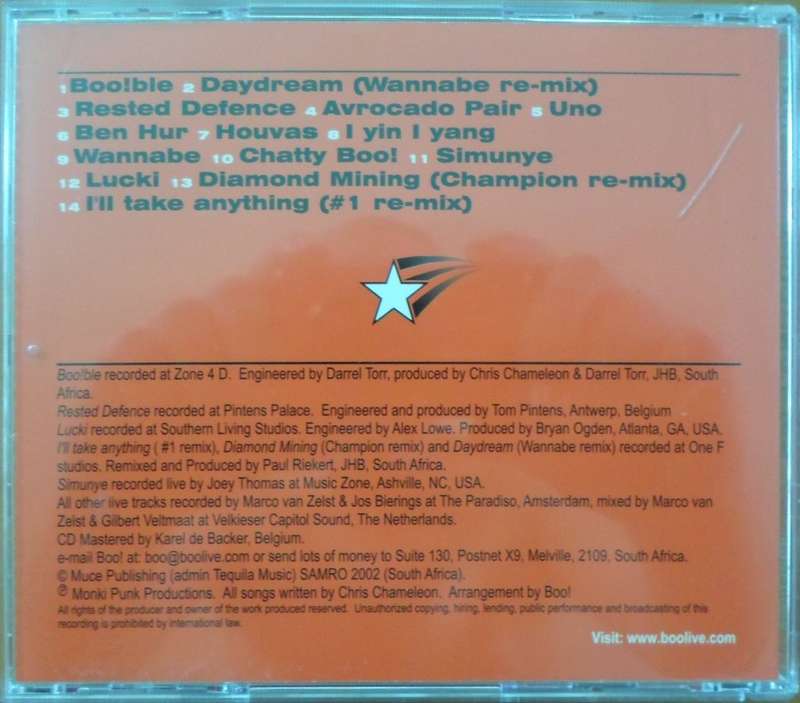 1 Boo!ble 2 Daydream (Wannabe re-mix)
3 Rested Defence 4 Avrocado Pair 5 Uno
6 Ben Hur 7 Houvas 8 I yin I yang
9 Wannabe 10 Chatty Boo! 11 Simunye
12 Lucki 13 Diamond Mining (Champion re-mix)
14 I'll take anything (#1 re-mix)
Boo!ble recorded at Zone 4 D. Engineered by Darrel Torr, produced by Chris Chameleon & Darrel Torr, JHB, South
Africa.
Rested Defence recorded at Pintens Palace. Engineered and produced by Tom Pintens, Antwerp, Belgium
Lucki recorded at Southern Living Studios. Engineered by Alex Lowe. Produced by Bryan Ogden, Atlanta, GA, USA.
I'll take anything ( #1 remix), Diamond Mining (Champion remix) and Daydream (Wannabe remix) recorded at One F
studios. Remixed and Produced by Paul Riekert, JHB, South Africa.
Simunye recorded live by Joey Thomas at Music Zone, Ashville, NC, USA.
All other live tracks recorded by Marco van Zelst & Jos Bierings at The Paradiso, Amsterdam, mixed by Marco van
Zelst & Gilbert Veltmaat at Velkieser Capitol Sound, The Netherlands.
CD Mastered by Karel de Backer, Belgium.
e-mail Boo! at: boo@boolive.com or send lots of money to Suite 130, Postnet X9, Melville, 2109, South Africa.
© Muce Publishing (admin Tequila Music) SAMRO 2002 (South Africa).
℗ Monki Punk Productions. All songs written by Chris Chameleon. Arrangement by Boo!
All rights of the producer and owner of the work produced reserved. Unauthorized copying, hiring, lending, public performance and broadcasting of this
recording is prohibited by international law.
Visit: www.boolive.com